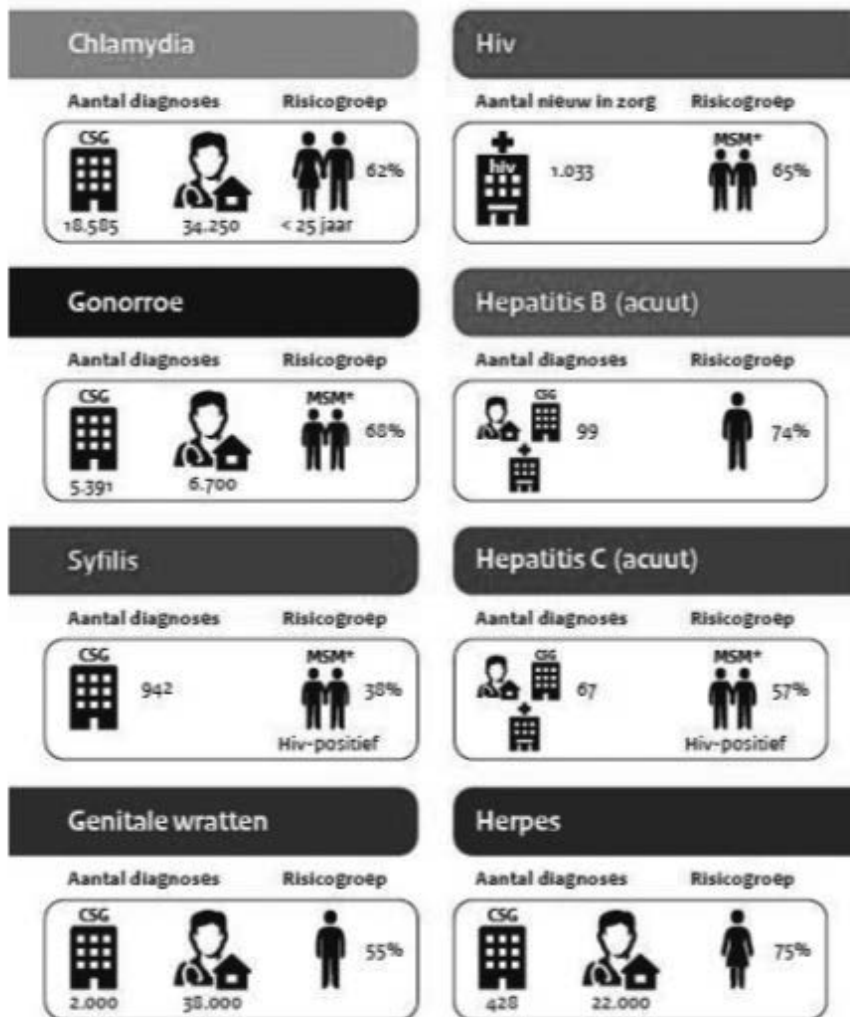 Chlamydia
Aantal diagnoses Risicogroep
CSG
62%
18.585 34.250 < 25 jaar
Hiv
Aantal nieuw in zorg Risicogroep
MSM*
hiv
1.033 65%
Gonorroe
Aantal diagnoses Risicogroep
CSG MSM*
68%
5.391 6.700
Hepatitis B (acuut)
Aantal diagnoses Risicogroep
CSG
99 74%
Syfilis
Aantal diagnoses Risicogroep
CSG MSM*
942 38%
Hiv-positief
Hepatitis C (acuut)
Aantal diagnoses Risicogroep
CSG MSM*
67 57%
Hiv-positief
Genitale wratten
Aantal diagnoses Risicogroep
CSG
55%
2.000 38.000
Herpes
Aantal diagnoses Risicogroep
CSG
75%
428 22.000